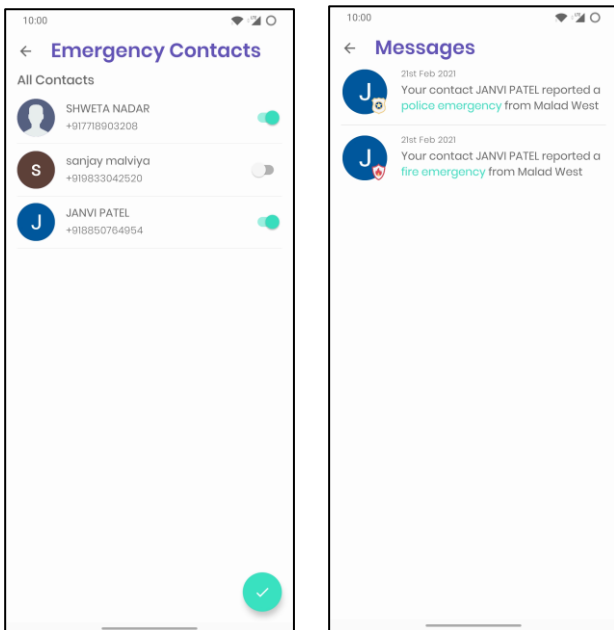 10:00
Emergency Contacts
All Contacts
SHWETA NADAR
+917718903208
S
sanjay malviya
+919833042520
J
JANVI PATEL
+918850764954
10:00
Messages
J
21st Feb 2021
Your contact JANVI PATEL reported a
police emergency from Malad West
J
21st Feb 2021
Your contact JANVI PATEL reported a
fire emergency from Malad West